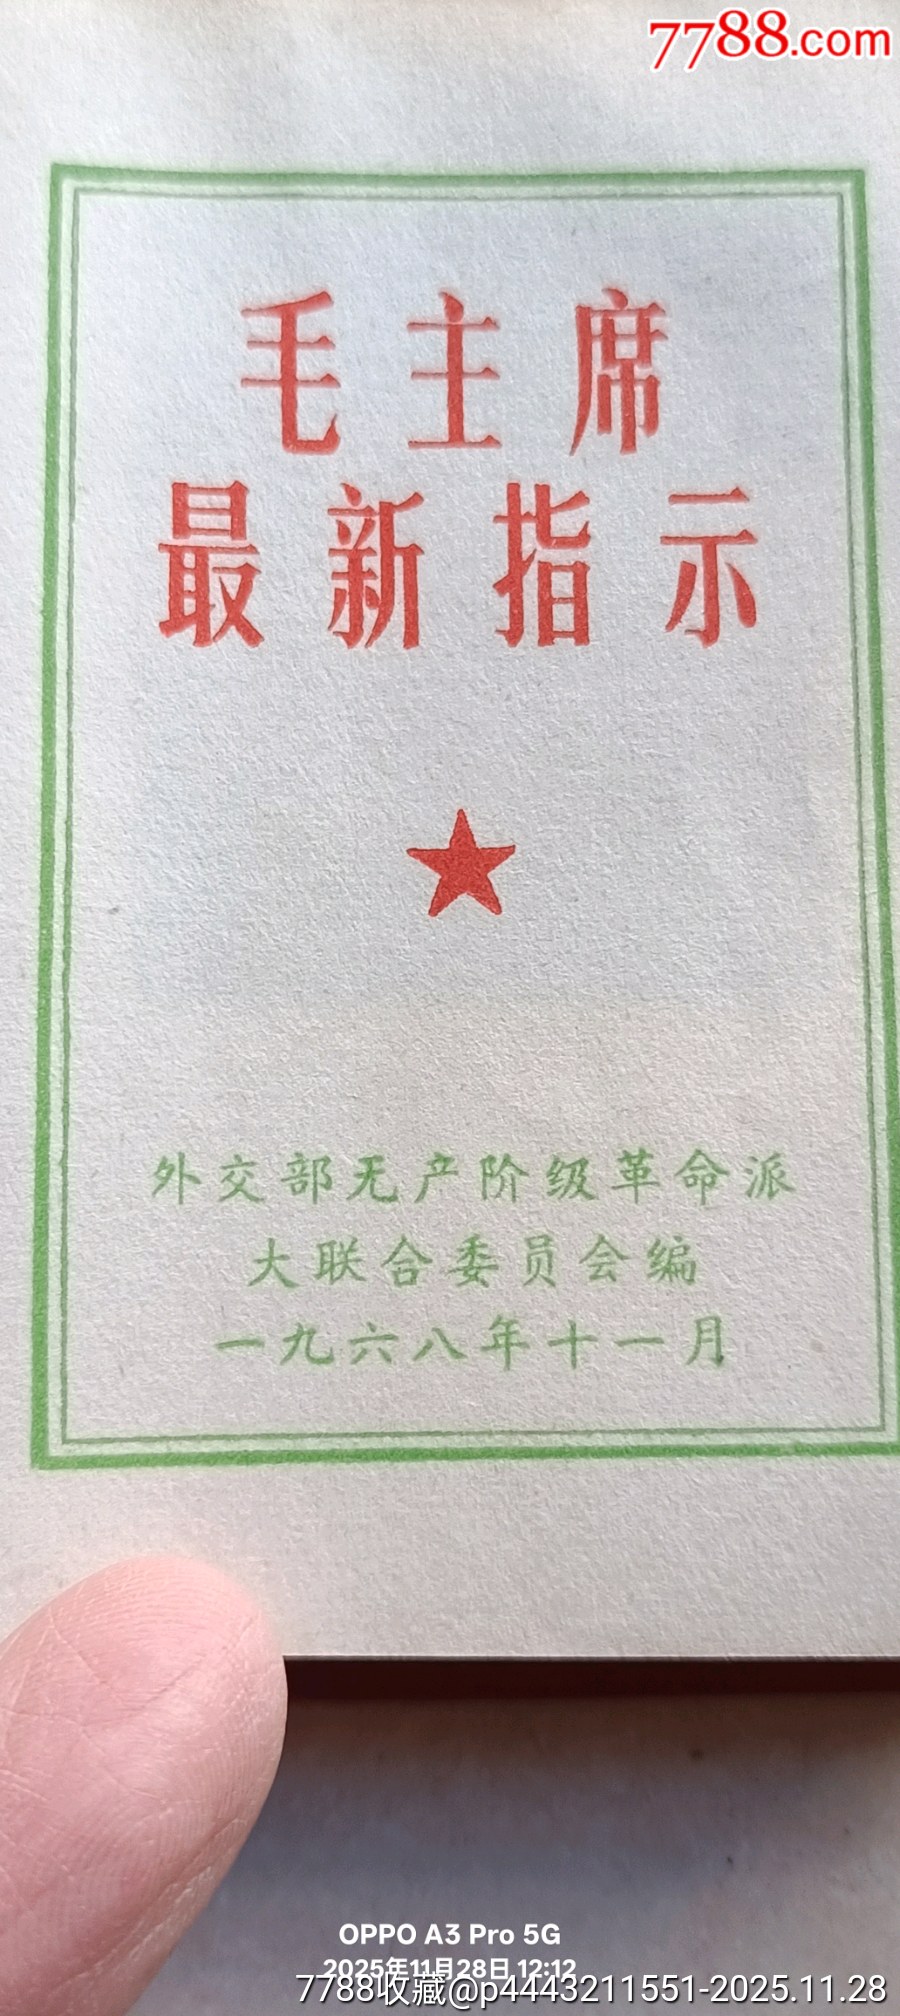 7788.com
毛主席
最新指示
外交部无产阶级革命派
大联合委员会编
一九六八年十一月
OPPO A3 Pro 5G
2025年11月28日 12:12
7788收藏@p4443211551-2025.11.28